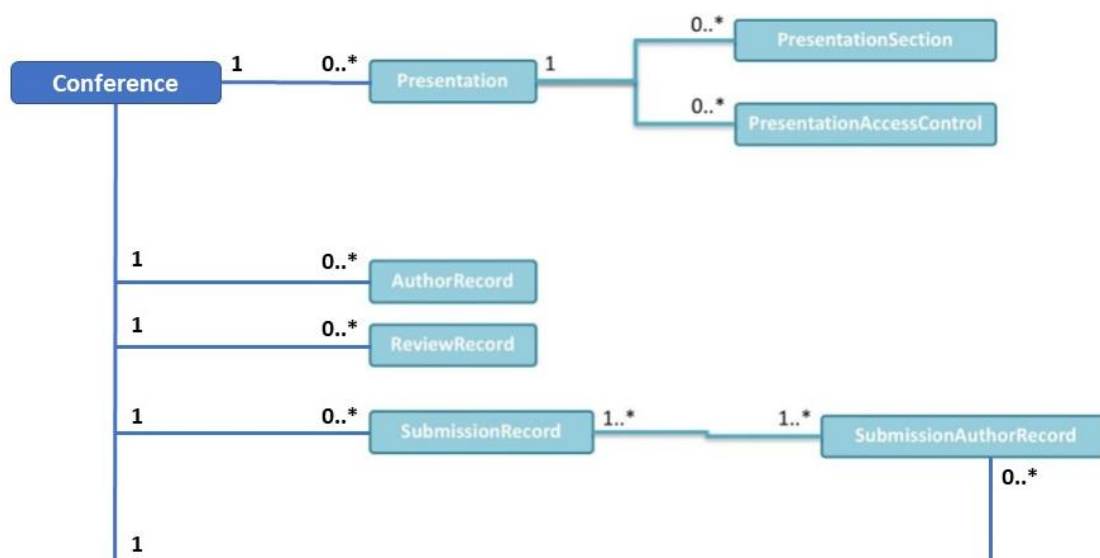 0..*
PresentationSection
Conference
1
0..*
Presentation
1
0..*
PresentationAccessControl
1
0..*
AuthorRecord
1
0..*
ReviewRecord
1
0..*
SubmissionRecord
1..*
1..*
SubmissionAuthorRecord
0..*
1